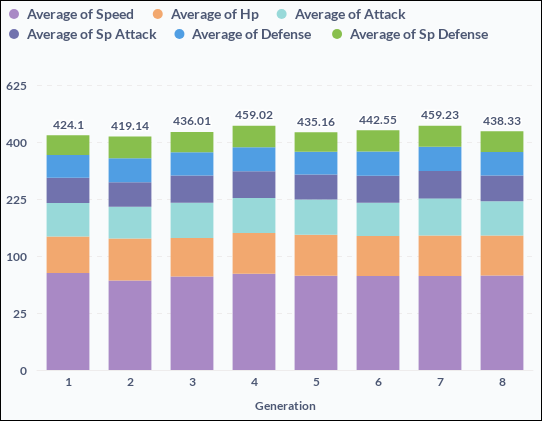 Average of Speed Average of Hp Average of Attack
Average of Sp Attack Average of Defense Average of Sp Defense
625
424.1 419.14 436.01 459.02 435.16 442.55 459.23 438.33
400
225
100
25
0
1 2 3 4 5 6 7 8
Generation